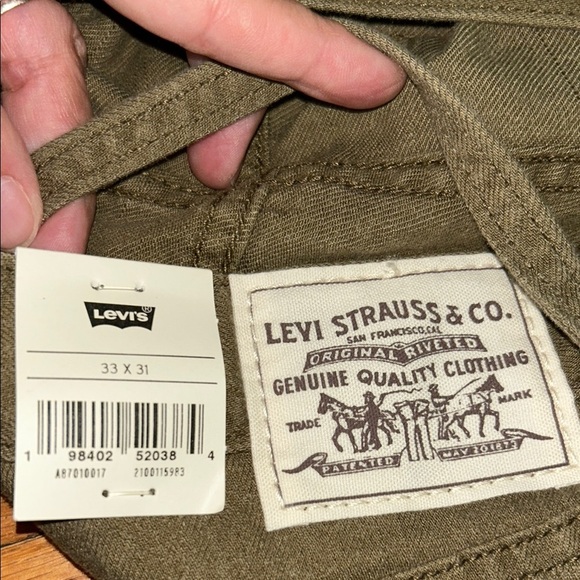 Levi's ®
33 X 31
1 98402 52038 4
A87010017 2100115983
LEVI STRAUSS & CO.
SAN FRANCISCO, CAL
ORIGINAL RIVETED
GENUINE QUALITY CLOTHING
TRADE MARK
PATENTED MAY 20 1873